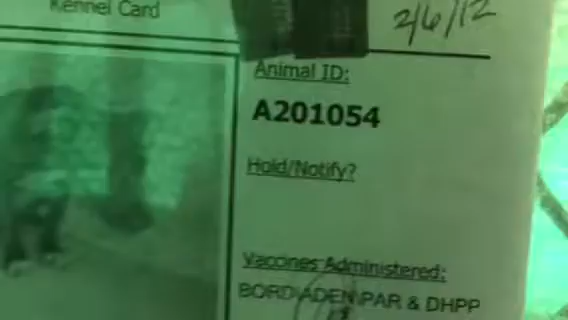 Kennel Card
2/6/12
Animal ID:
A201054
Hold/Notify?
Vaccines Administered:
BORD\ADEN\PAR & DHPP